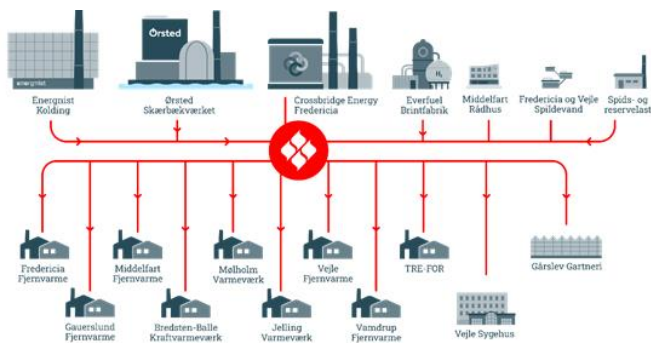 Ørsted
energnist
H₂
Energnist
Kolding
Ørsted
Skærbækværket
Crossbridge Energy
Fredericia
Everfuel
Brintfabrik
Middelfart
Rådhus
Fredericia og Vejle
Spildevand
Spids- og
reservelast
Fredericia
Fjernvarme
Middelfart
Fjernvarme
Mølholm
Varmeværk
Vejle
Fjernvarme
TRE-FOR
Gårslev Gartneri
Gauerslund
Fjernvarme
Bredsten-Balle
Kraftvarmeværk
Jelling
Varmeværk
Vamdrup
Fjernvarme
Vejle Sygehus